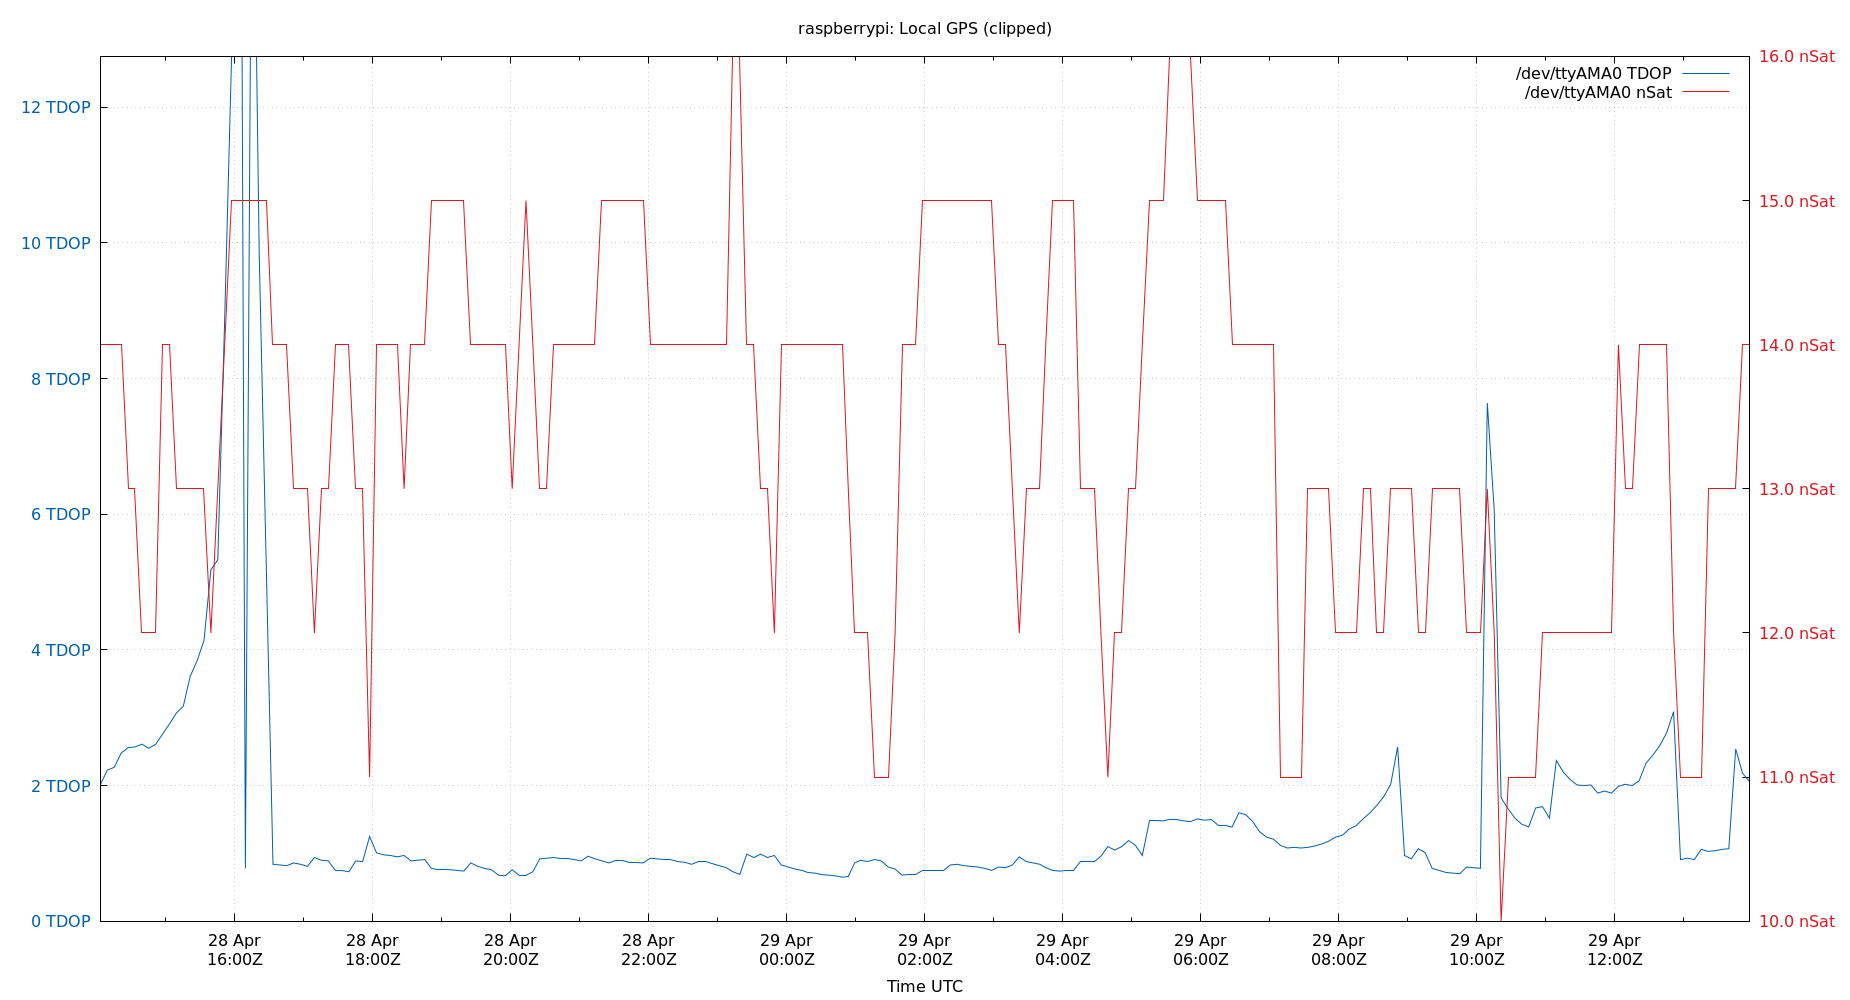 raspberrypi: Local GPS (clipped)
/dev/ttyAMA0 TDOP
/dev/ttyAMA0 nSat
12 TDOP
10 TDOP
8 TDOP
6 TDOP
4 TDOP
2 TDOP
0 TDOP
16.0 nSat
15.0 nSat
14.0 nSat
13.0 nSat
12.0 nSat
11.0 nSat
10.0 nSat
28 Apr
16:00Z
28 Apr
18:00Z
28 Apr
20:00Z
28 Apr
22:00Z
29 Apr
00:00Z
29 Apr
02:00Z
29 Apr
04:00Z
29 Apr
06:00Z
29 Apr
08:00Z
29 Apr
10:00Z
29 Apr
12:00Z
Time UTC